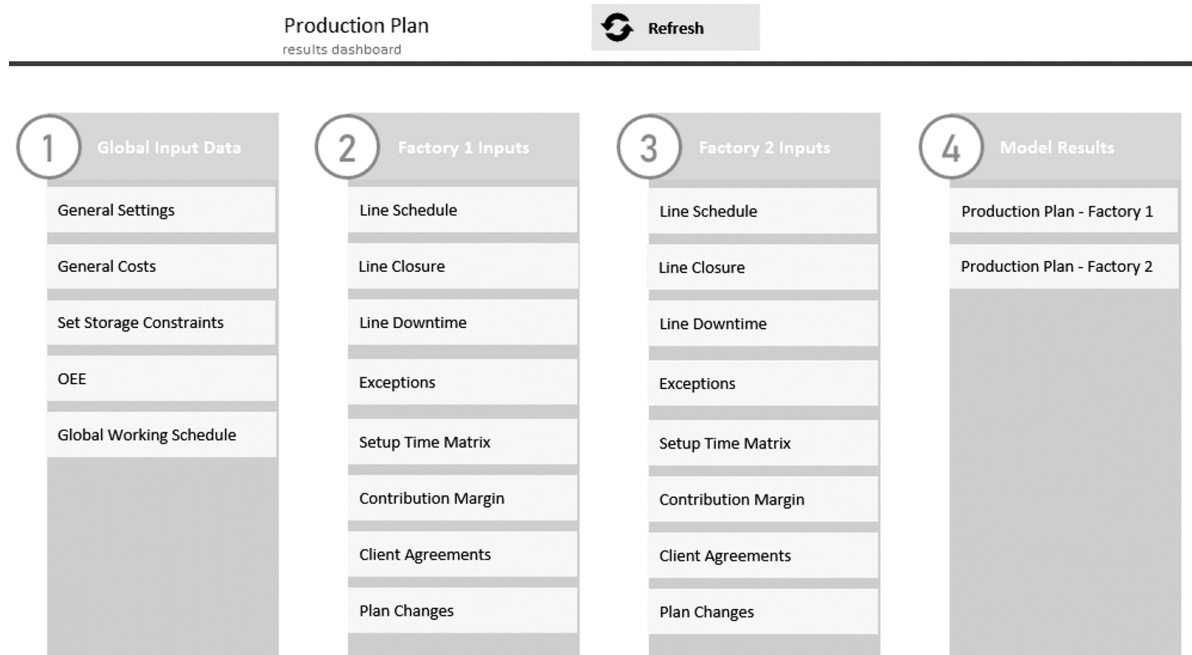 Production Plan
results dashboard
Refresh
1
Global Input Data
General Settings
General Costs
Set Storage Constraints
OEE
Global Working Schedule
2
Factory 1 Inputs
Line Schedule
Line Closure
Line Downtime
Exceptions
Setup Time Matrix
Contribution Margin
Client Agreements
Plan Changes
3
Factory 2 Inputs
Line Schedule
Line Closure
Line Downtime
Exceptions
Setup Time Matrix
Contribution Margin
Client Agreements
Plan Changes
4
Model Results
Production Plan - Factory 1
Production Plan - Factory 2